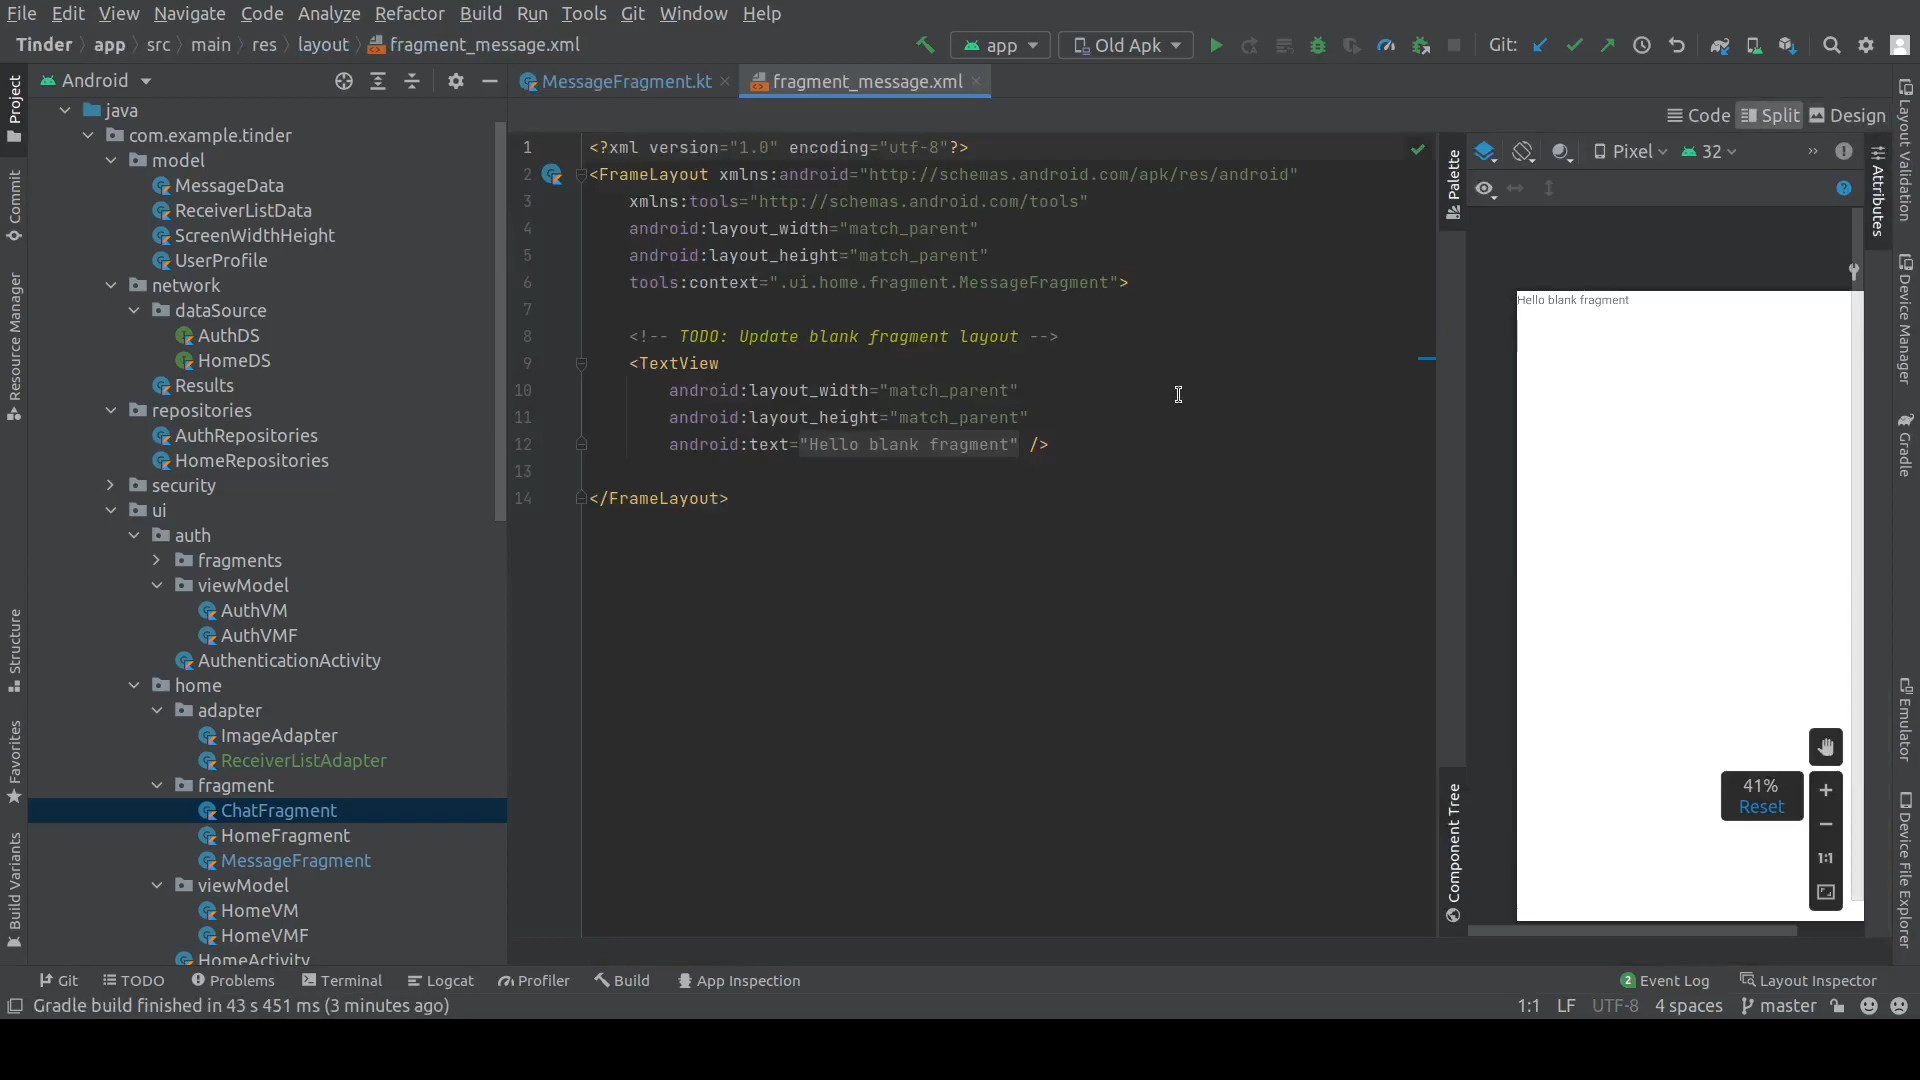 File Edit View Navigate Code Analyze Refactor Build Run Tools Git Window Help
Tinder app src main res layout fragment_message.xml app Old Apk Git:
Android
MessageFragment.kt fragment_message.xml
Code Split Design
Project
Commit
Resource Manager
Structure
Favorites
Build Variants
java
com.example.tinder
model
MessageData
ReceiverListData
ScreenWidthHeight
UserProfile
network
dataSource
AuthDS
HomeDS
Results
repositories
AuthRepositories
HomeRepositories
security
ui
auth
fragments
viewModel
AuthVM
AuthVMF
AuthenticationActivity
home
adapter
ImageAdapter
ReceiverListAdapter
fragment
ChatFragment
HomeFragment
MessageFragment
viewModel
HomeVM
HomeVMF
HomeActivity
1 <?xml version="1.0" encoding="utf-8"?>
2 <FrameLayout xmlns:android="http://schemas.android.com/apk/res/android"
3 xmlns:tools="http://schemas.android.com/tools"
4 android:layout_width="match_parent"
5 android:layout_height="match_parent"
6 tools:context=".ui.home.fragment.MessageFragment">
7
8 <!-- TODO: Update blank fragment layout -->
9 <TextView
10 android:layout_width="match_parent"
11 android:layout_height="match_parent"
12 android:text="Hello blank fragment" />
13
14 </FrameLayout>
Palette
Component Tree
Pixel 32 »
Hello blank fragment
41%
Reset
1:1
Attributes
Layout Validation
Device Manager
Gradle
Emulator
Device File Explorer
Git TODO Problems Terminal Logcat Profiler Build App Inspection 2 Event Log Layout Inspector
Gradle build finished in 43 s 451 ms (3 minutes ago) 1:1 LF UTF-8 4 spaces master